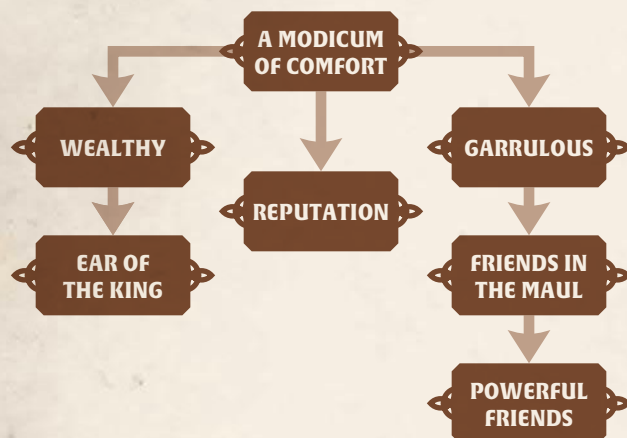 A MODICUM
OF COMFORT
WEALTHY
GARRULOUS
REPUTATION
EAR OF
THE KING
FRIENDS IN
THE MAUL
POWERFUL
FRIENDS